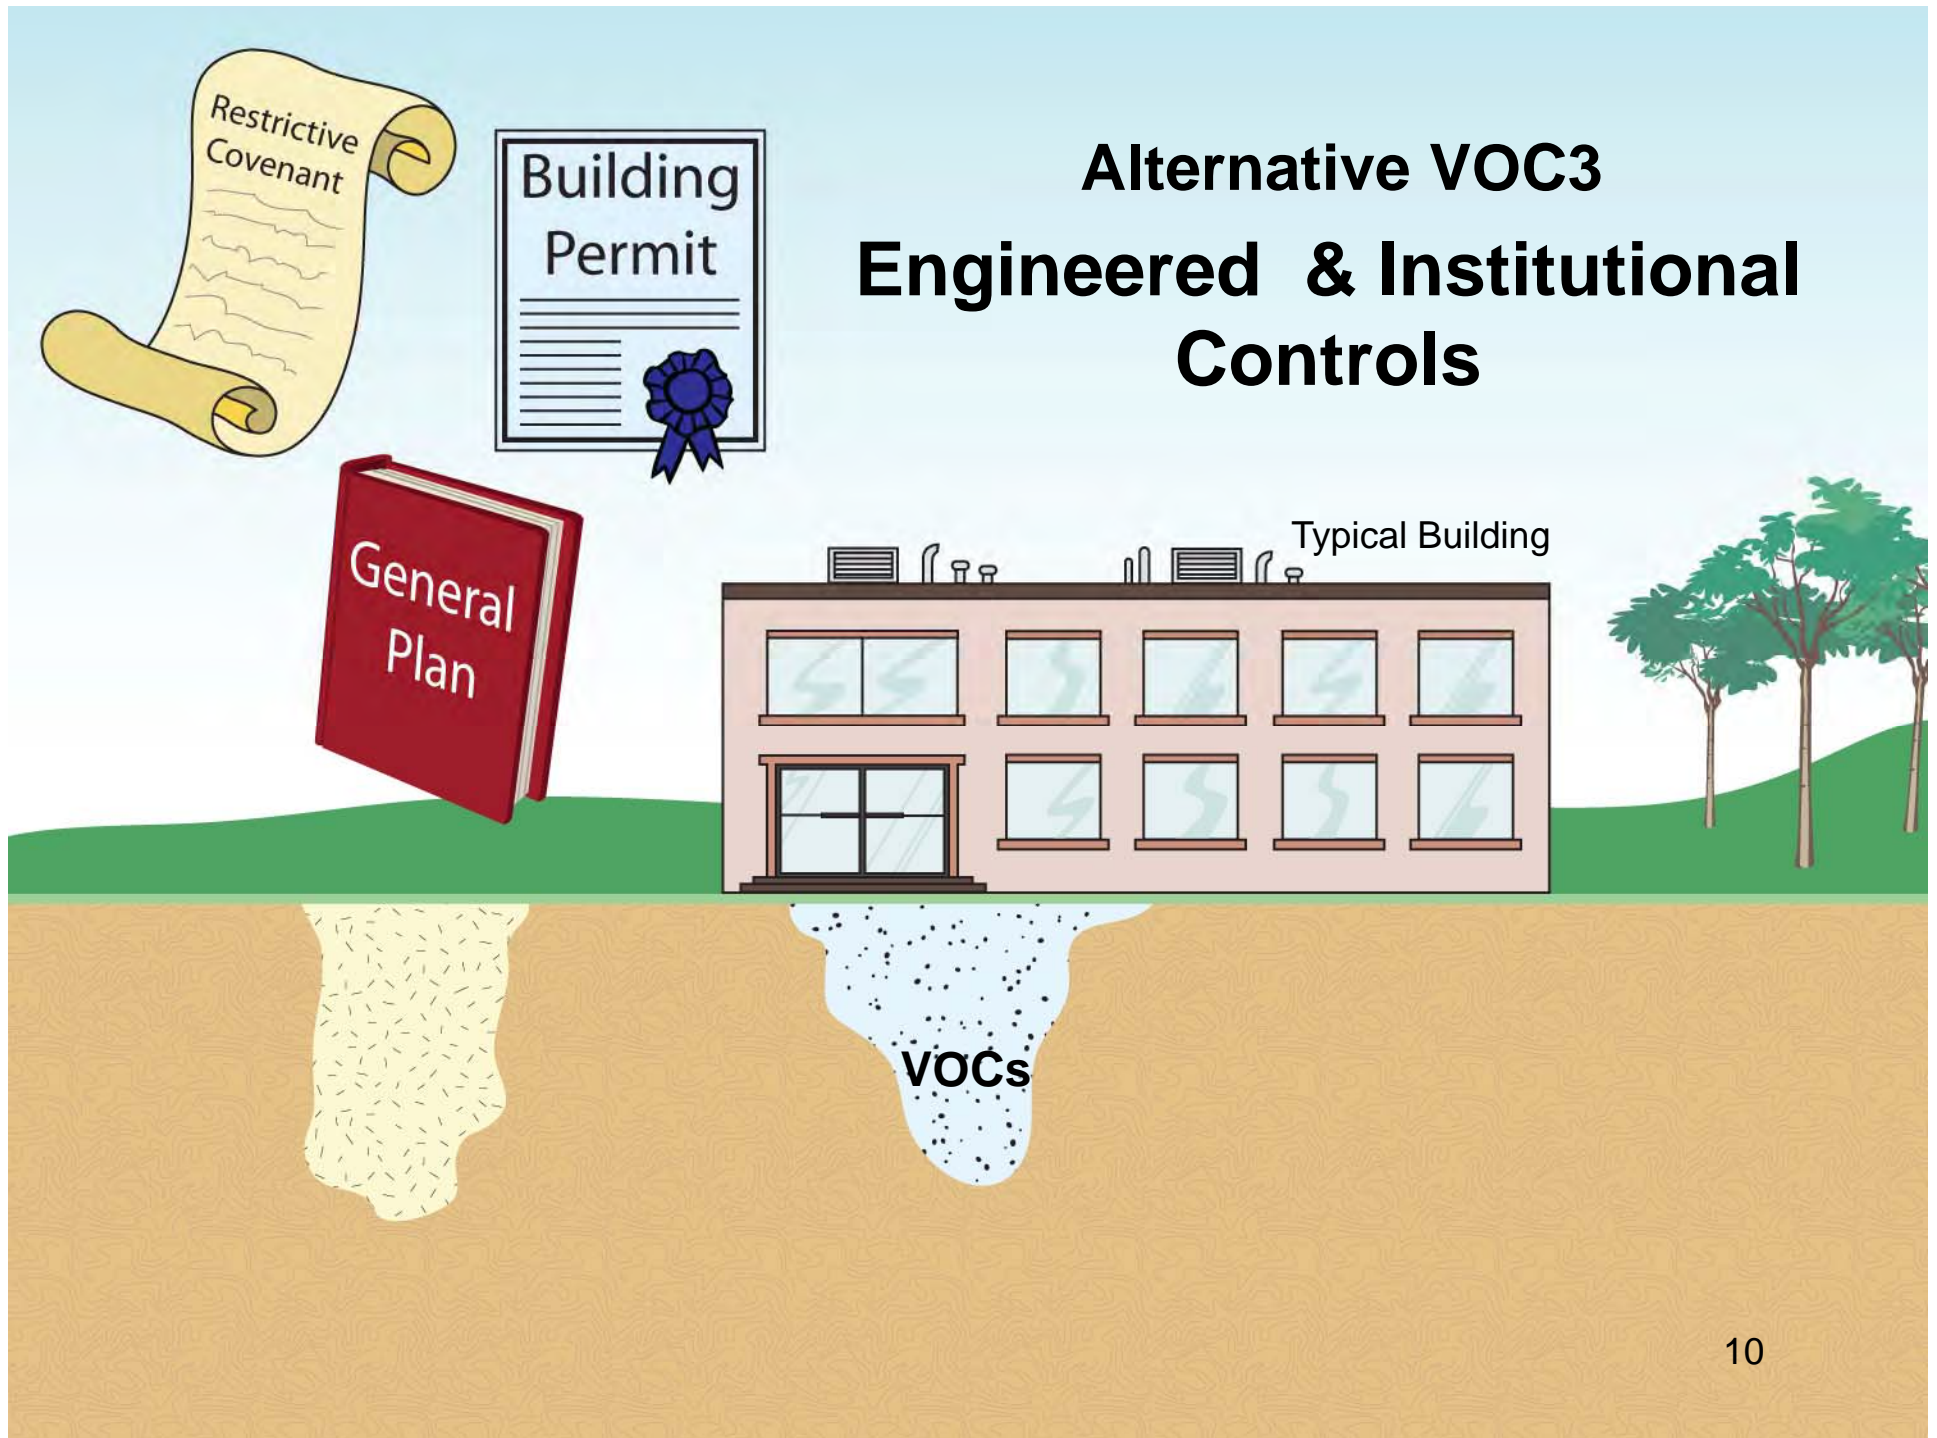 Restrictive
Covenant
Building
Permit
Alternative VOC3
Engineered & Institutional
Controls
General
Plan
Typical Building
VOCs
10